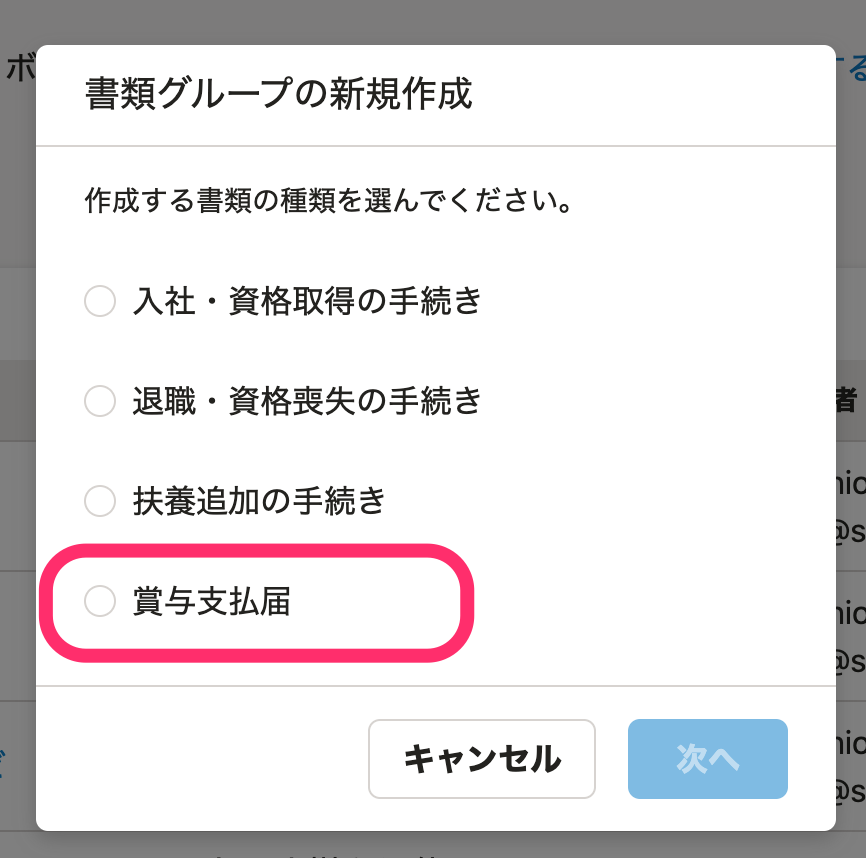 書類グループの新規作成
作成する書類の種類を選んでください。
入社・資格取得の手続き
退職・資格喪失の手続き
扶養追加の手続き
賞与支払届
キャンセル
次へ
ボ
する
者
@s
@s
@s